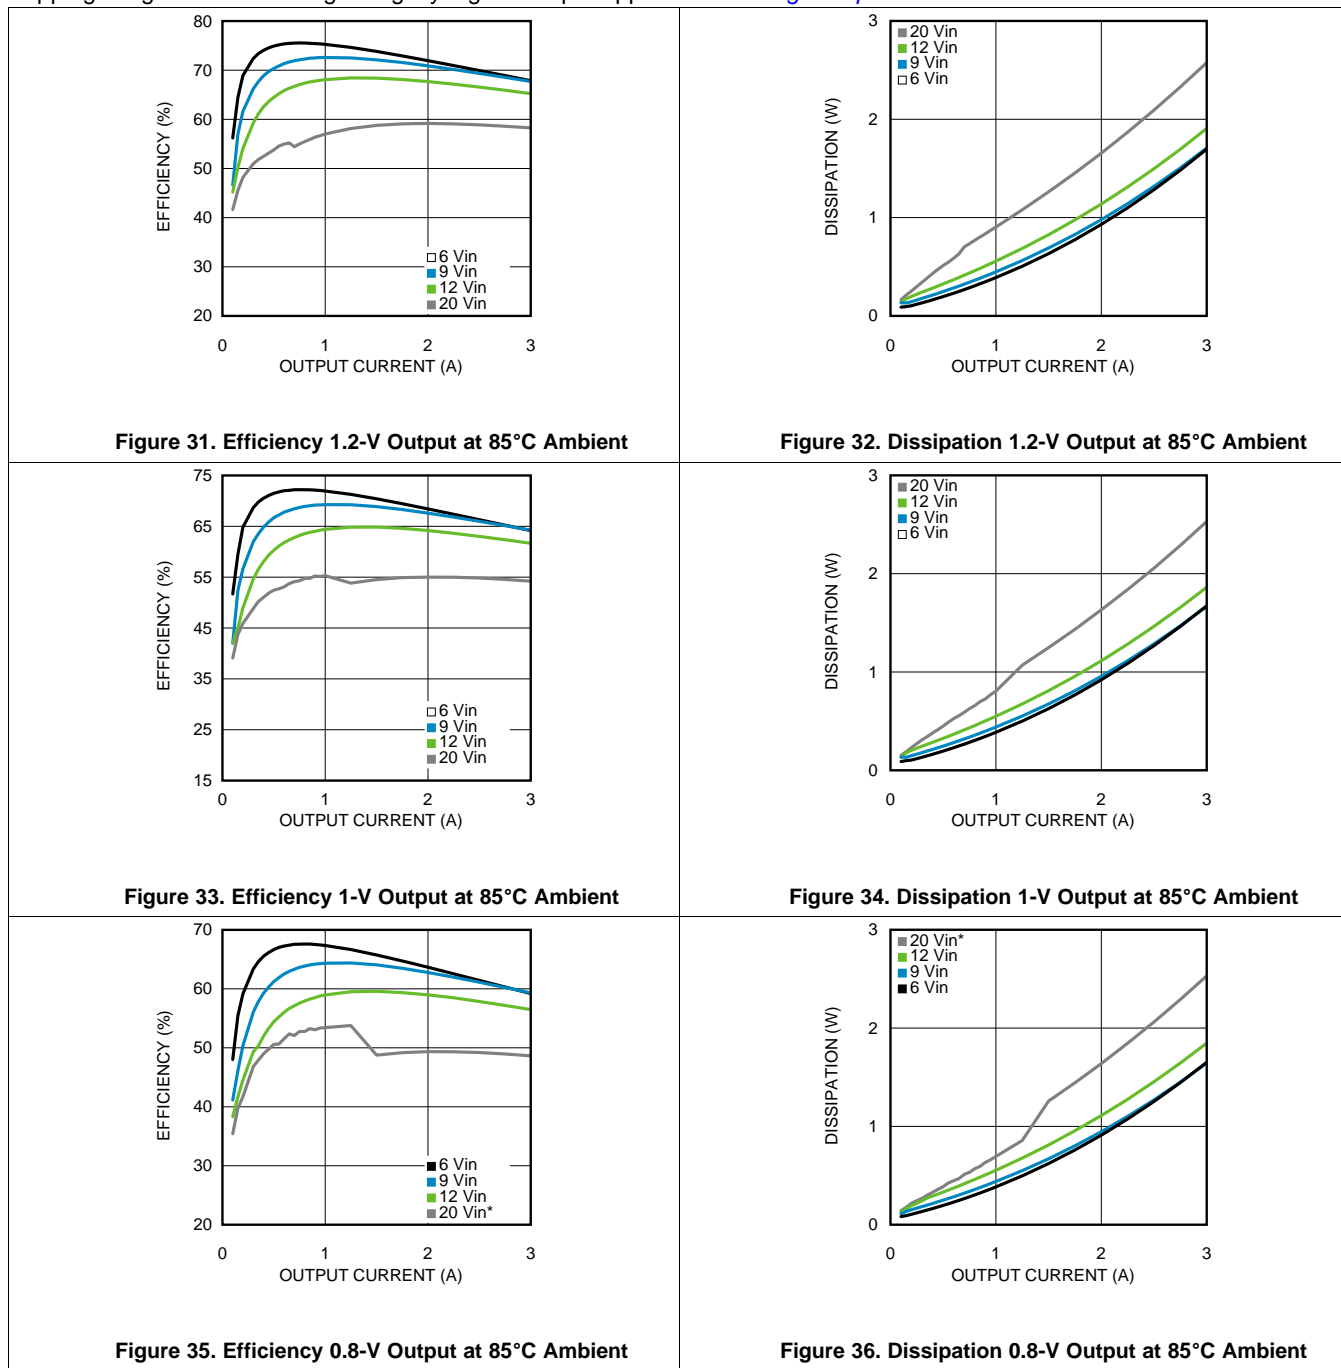 80
70
60
50
40
30
20
EFFICIENCY (%)
6 Vin
9 Vin
12 Vin
20 Vin
0 1 2 3
OUTPUT CURRENT (A)
Figure 31. Efficiency 1.2-V Output at 85°C Ambient
3
2
1
0
DISSIPATION (W)
20 Vin
12 Vin
9 Vin
6 Vin
0 1 2 3
OUTPUT CURRENT (A)
Figure 32. Dissipation 1.2-V Output at 85°C Ambient
75
65
55
45
35
25
15
EFFICIENCY (%)
6 Vin
9 Vin
12 Vin
20 Vin
0 1 2 3
OUTPUT CURRENT (A)
Figure 33. Efficiency 1-V Output at 85°C Ambient
3
2
1
0
DISSIPATION (W)
20 Vin
12 Vin
9 Vin
6 Vin
0 1 2 3
OUTPUT CURRENT (A)
Figure 34. Dissipation 1-V Output at 85°C Ambient
70
60
50
40
30
20
EFFICIENCY (%)
6 Vin
9 Vin
12 Vin
20 Vin*
0 1 2 3
OUTPUT CURRENT (A)
Figure 35. Efficiency 0.8-V Output at 85°C Ambient
3
2
1
0
DISSIPATION (W)
20 Vin*
12 Vin
9 Vin
6 Vin
0 1 2 3
OUTPUT CURRENT (A)
Figure 36. Dissipation 0.8-V Output at 85°C Ambient